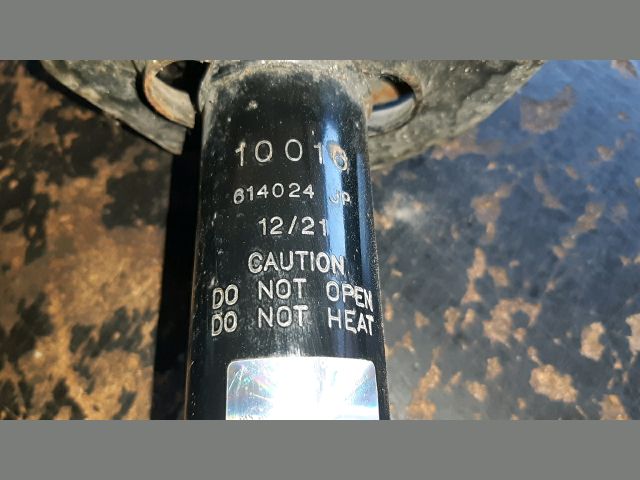 10016
614024 JP
12/21
CAUTION
DO NOT OPEN
DO NOT HEAT